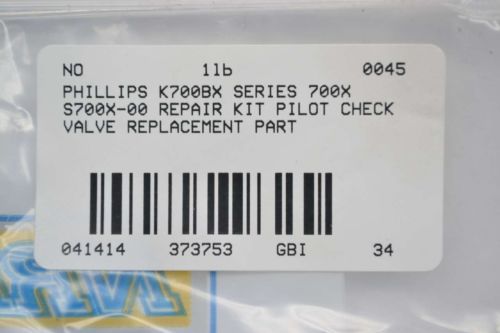 NO 11b 0045
PHILLIPS K700BX SERIES 700X
S700X-00 REPAIR KIT PILOT CHECK
VALVE REPLACEMENT PART
041414 373753 GBI 34